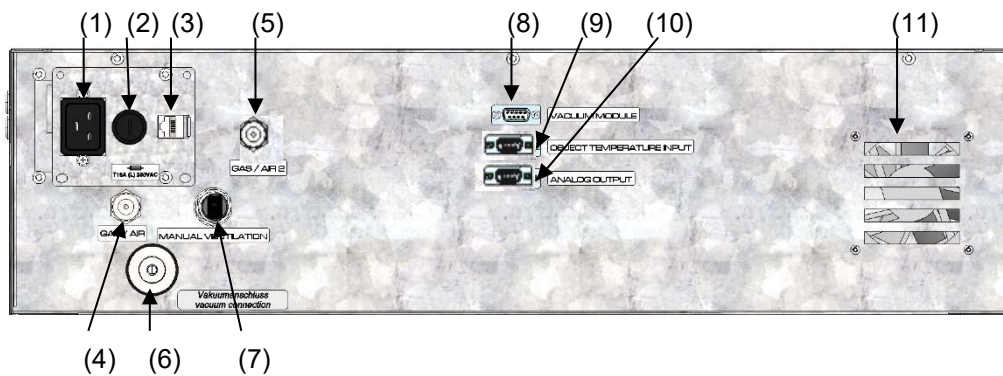 (1) (2) (3) (5) (8) (9) (10) (11)
VACUUM MODULE
OBJECT TEMPERATURE INPUT
T16A (L) 250VAC
GAS / AIR 2
ANALOG OUTPUT
GAS / AIR
MANUAL VENTILATION
Vakuumanschluss
vacuum connection
(4) (6) (7)